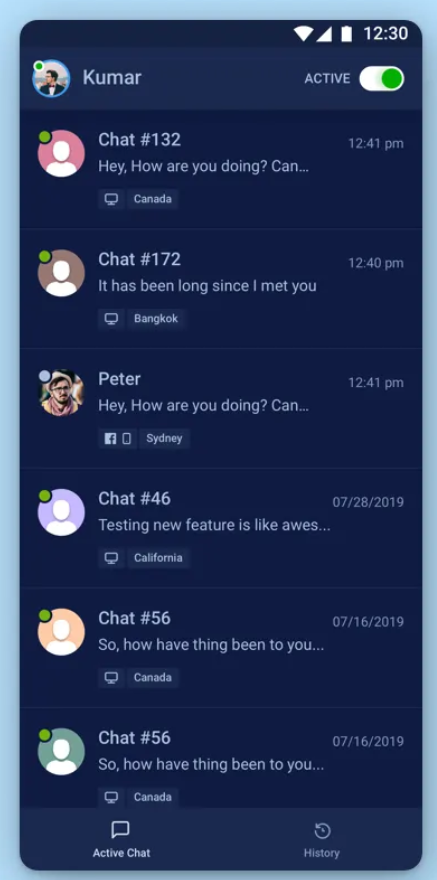 12:30
Kumar ACTIVE
Chat #132 12:41 pm
Hey, How are you doing? Can...
Canada
Chat #172 12:40 pm
It has been long since I met you
Bangkok
Peter 12:41 pm
Hey, How are you doing? Can...
Sydney
Chat #46 07/28/2019
Testing new feature is like awes...
California
Chat #56 07/16/2019
So, how have thing been to you...
Canada
Chat #56 07/16/2019
So, how have thing been to you...
Canada
Active Chat History